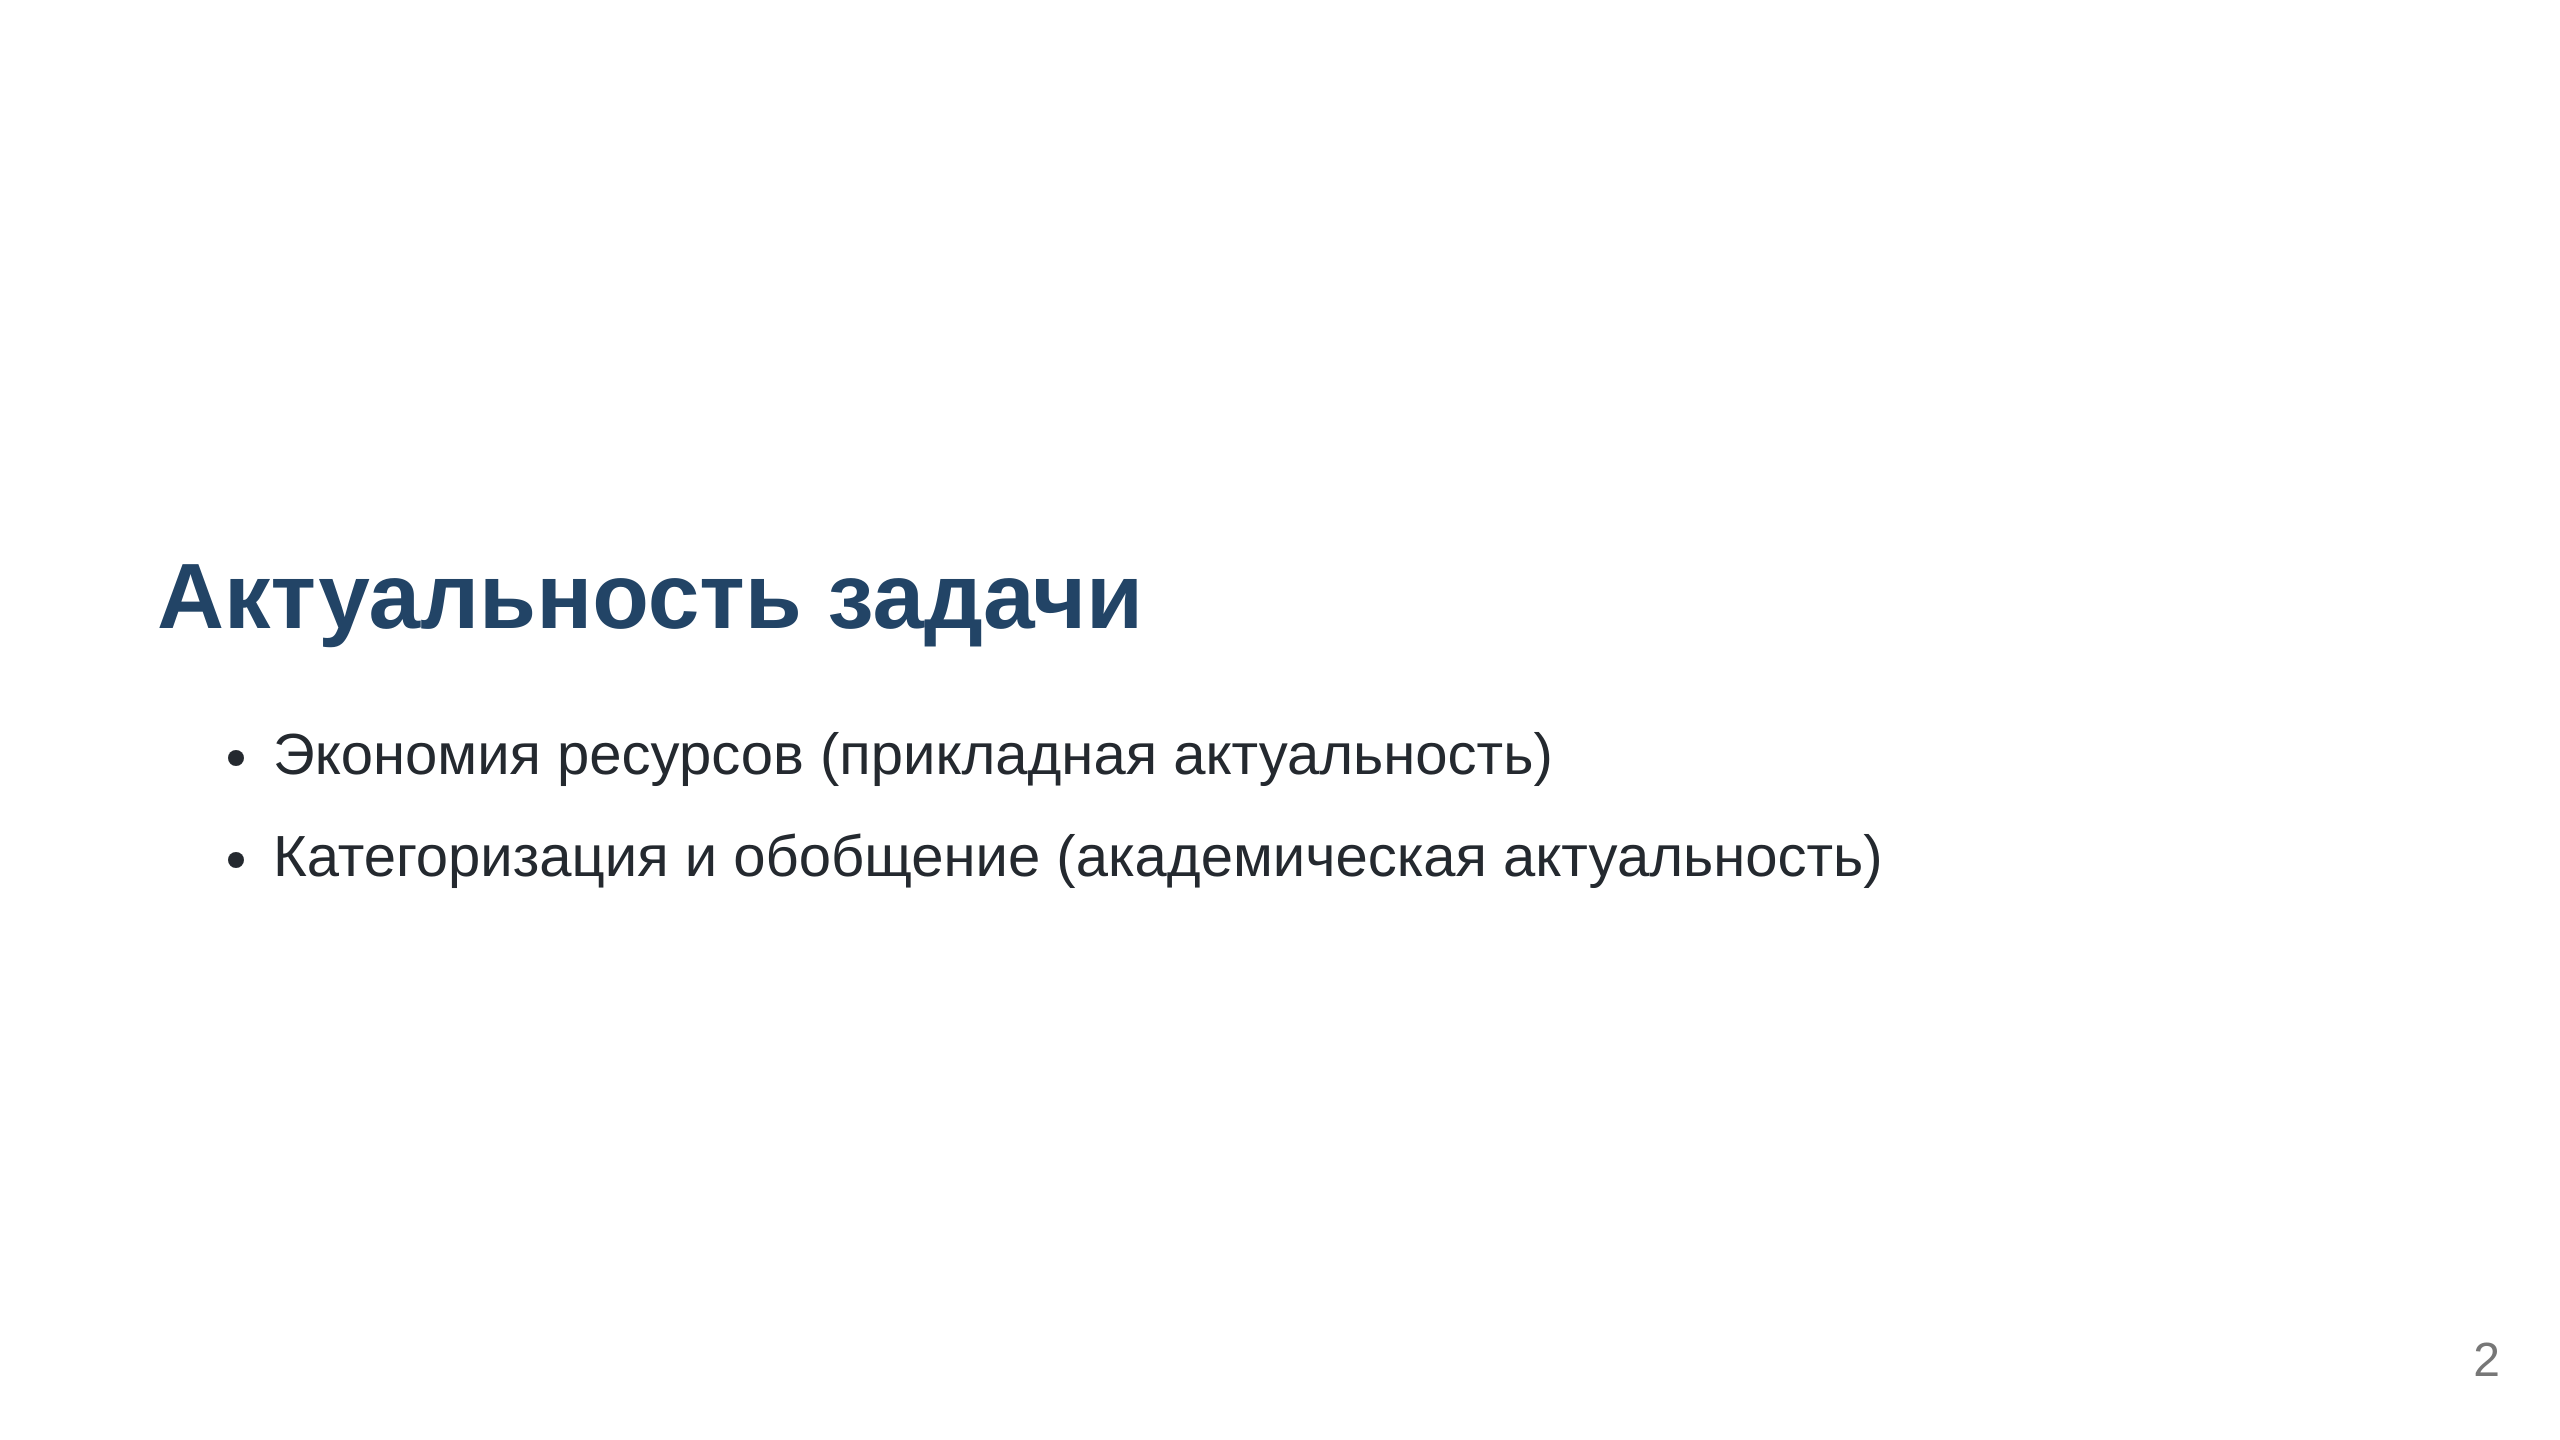 Актуальность задачи
• Экономия ресурсов (прикладная актуальность)
• Категоризация и обобщение (академическая актуальность)
2